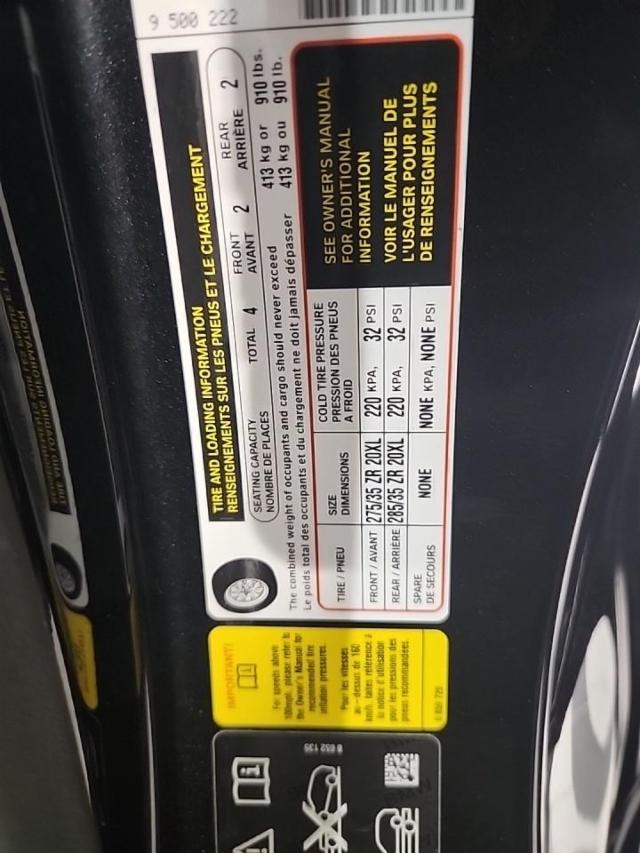 9 500 222
TIRE AND LOADING INFORMATION
RENSEIGNEMENTS SUR LES PNEUS ET LE CHARGEMENT
SEATING CAPACITY
NOMBRE DE PLACES
TOTAL 4
FRONT
AVANT 2
REAR
ARRIÈRE 2
The combined weight of occupants and cargo should never exceed 413 kg or 910 lbs.
Le poids total des occupants et du chargement ne doit jamais dépasser 413 kg ou 910 lb.
TIRE / PNEU
SIZE
DIMENSIONS
COLD TIRE PRESSURE
PRESSION DES PNEUS
A FROID
FRONT / AVANT 275/35 ZR 20XL 220 KPA, 32 PSI
REAR / ARRIÈRE 285/35 ZR 20XL 220 KPA, 32 PSI
SPARE
DE SECOURS
NONE NONE KPA, NONE PSI
SEE OWNER'S MANUAL
FOR ADDITIONAL
INFORMATION
VOIR LE MANUEL DE
L'USAGER POUR PLUS
DE RENSEIGNEMENTS
IMPORTANT!
For speeds above
100mph, please refer to
the Owner's Manual for
recommended tire
inflation pressures.
Pour les vitesses
au - dessus de 160
km/h, faites référence à
la notice d'utilisation
pour les pressions des
pneus recommandées.
8 652 135